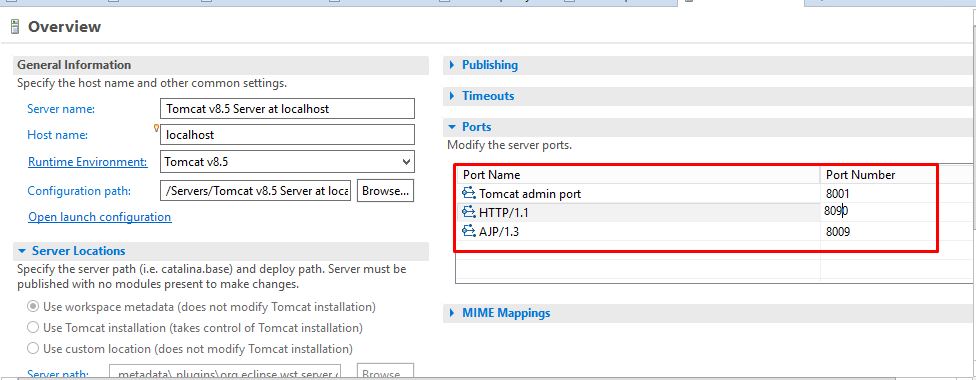 Overview
General Information
Specify the host name and other common settings.
Server name: Tomcat v8.5 Server at localhost
Host name: localhost
Runtime Environment: Tomcat v8.5
Configuration path: /Servers/Tomcat v8.5 Server at loca Browse...
Open launch configuration
Server Locations
Specify the server path (i.e. catalina.base) and deploy path. Server must be
published with no modules present to make changes.
Use workspace metadata (does not modify Tomcat installation)
Use Tomcat installation (takes control of Tomcat installation)
Use custom location (does not modify Tomcat installation)
Server path: .metadata\.plugins\org.eclipse.wst.server. Browse...
Publishing
Timeouts
Ports
Modify the server ports.
Port Name Port Number
Tomcat admin port 8001
HTTP/1.1 8090
AJP/1.3 8009
MIME Mappings